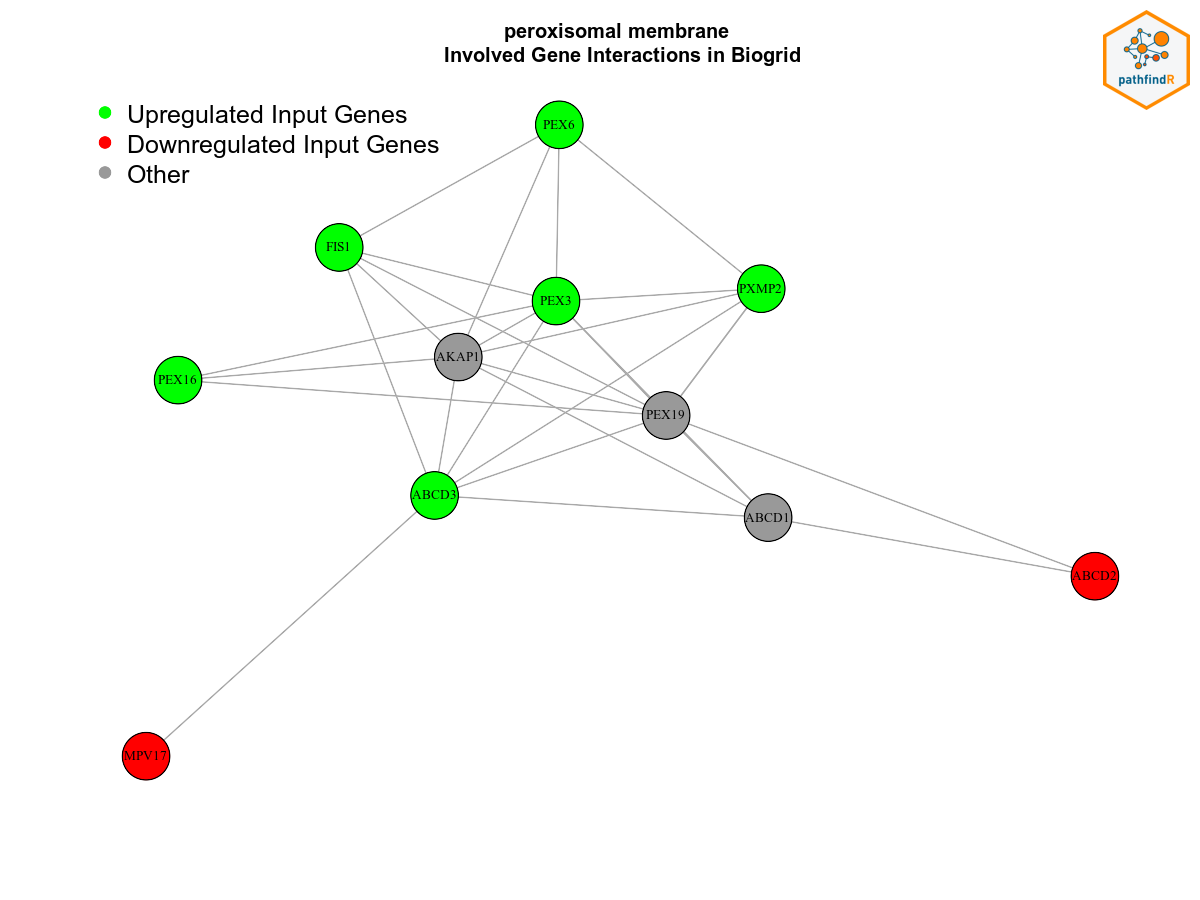 peroxisomal membrane
Involved Gene Interactions in Biogrid
pathfindR
Upregulated Input Genes
Downregulated Input Genes
Other
PEX6
FIS1
PXMP2
PEX3
AKAP1
PEX16
PEX19
ABCD3
ABCD1
ABCD2
MPV17